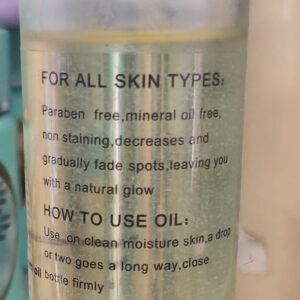 FOR ALL SKIN TYPES:
Paraben free,mineral oil free,
non staining,decreases and
gradually fade spots,leaving you
with a natural glow
HOW TO USE OIL:
Use on clean moisture skin,a drop
or two goes a long way,close
oil bottle firmly